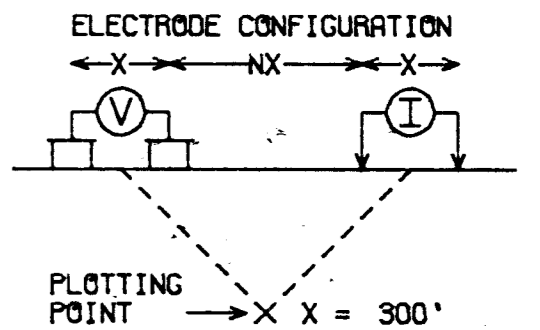 ELECTRODE CONFIGURATION
X NX X
V I
PLOTTING
POINT X X = 300'